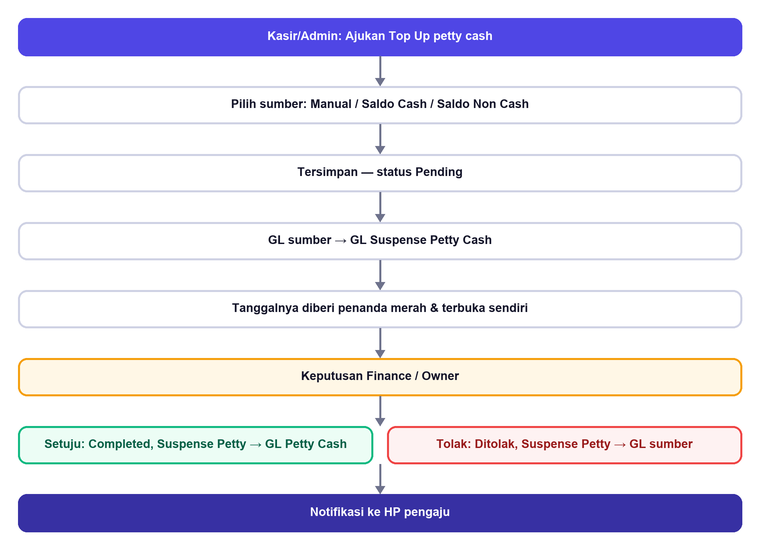 Kasir/Admin: Ajukan Top Up petty cash
Pilih sumber: Manual / Saldo Cash / Saldo Non Cash
Tersimpan — status Pending
GL sumber → GL Suspense Petty Cash
Tanggalnya diberi penanda merah & terbuka sendiri
Keputusan Finance / Owner
Setuju: Completed, Suspense Petty → GL Petty Cash
Tolak: Ditolak, Suspense Petty → GL sumber
Notifikasi ke HP pengaju